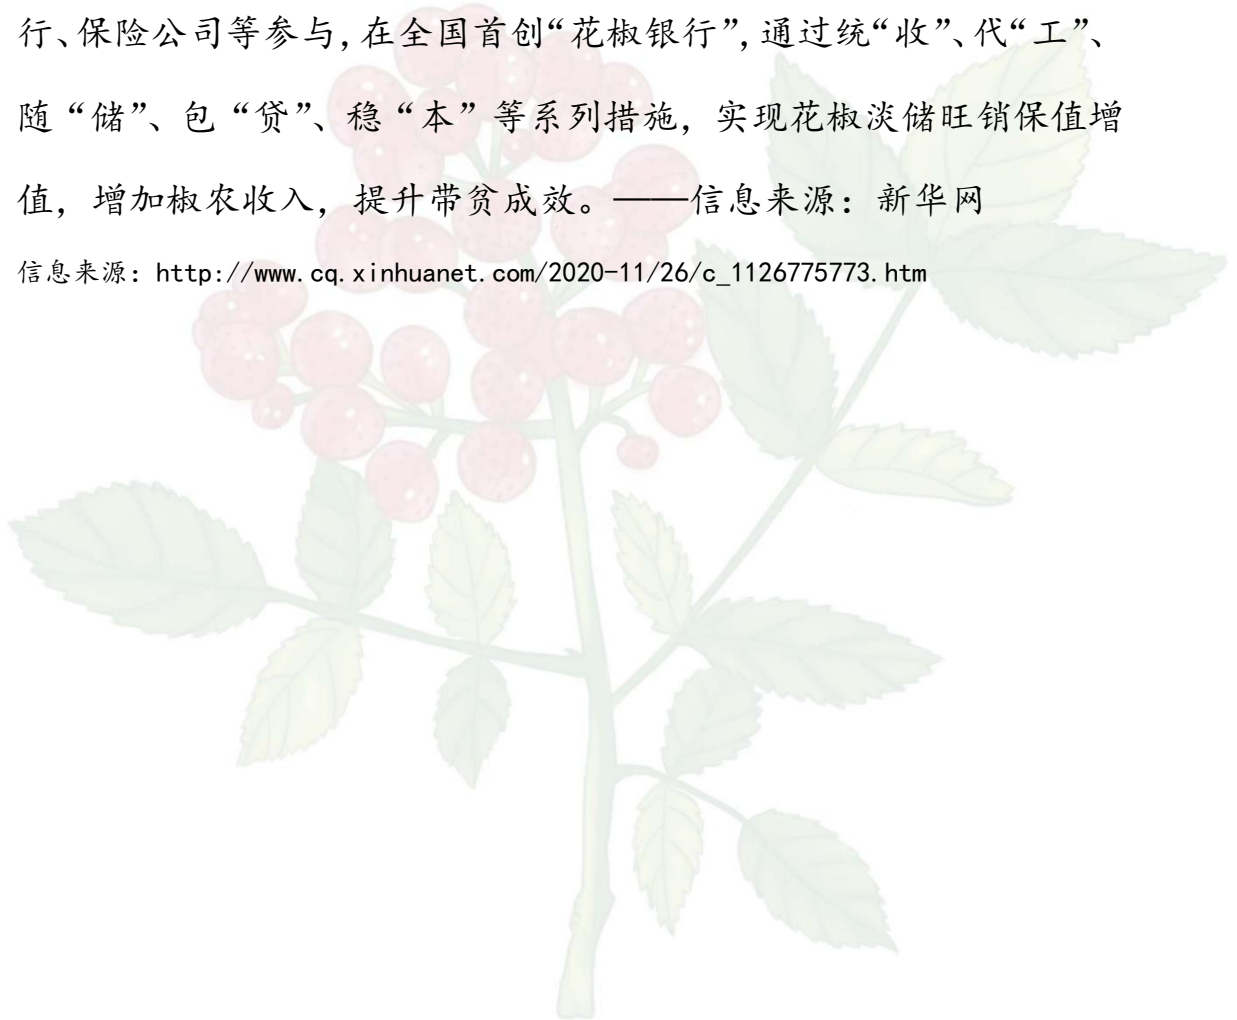 行、保险公司等参与,在全国首创“花椒银行”,通过统“收”、代“工”、
随“储”、包“贷”、稳“本”等系列措施，实现花椒淡储旺销保值增
值，增加椒农收入，提升带贫成效。——信息来源：新华网
信息来源：http://www.cq.xinhuanet.com/2020-11/26/c_1126775773.htm